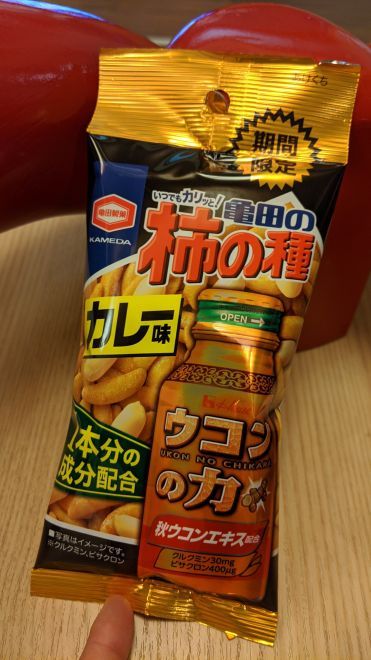 期間
限定
亀田製菓
KAMEDA
いつでもカリッと!
亀田の
柿の種
カレー味
OPEN →
ウコン
UKON NO CHIKARA
の力
1本分の
成分配合
秋ウコンエキス配合
クルクミン30mg
ビサクロン400μg
■写真はイメージです。
※クルクミン、ビサクロン